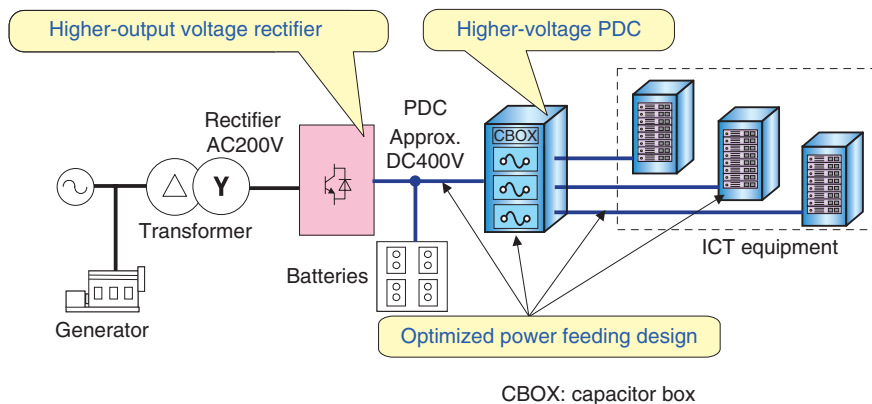 Higher-output voltage rectifier
Higher-voltage PDC
Rectifier
AC200V
PDC
Approx.
DC400V
CBOX
Y
Transformer
Batteries
ICT equipment
Generator
Optimized power feeding design
CBOX: capacitor box